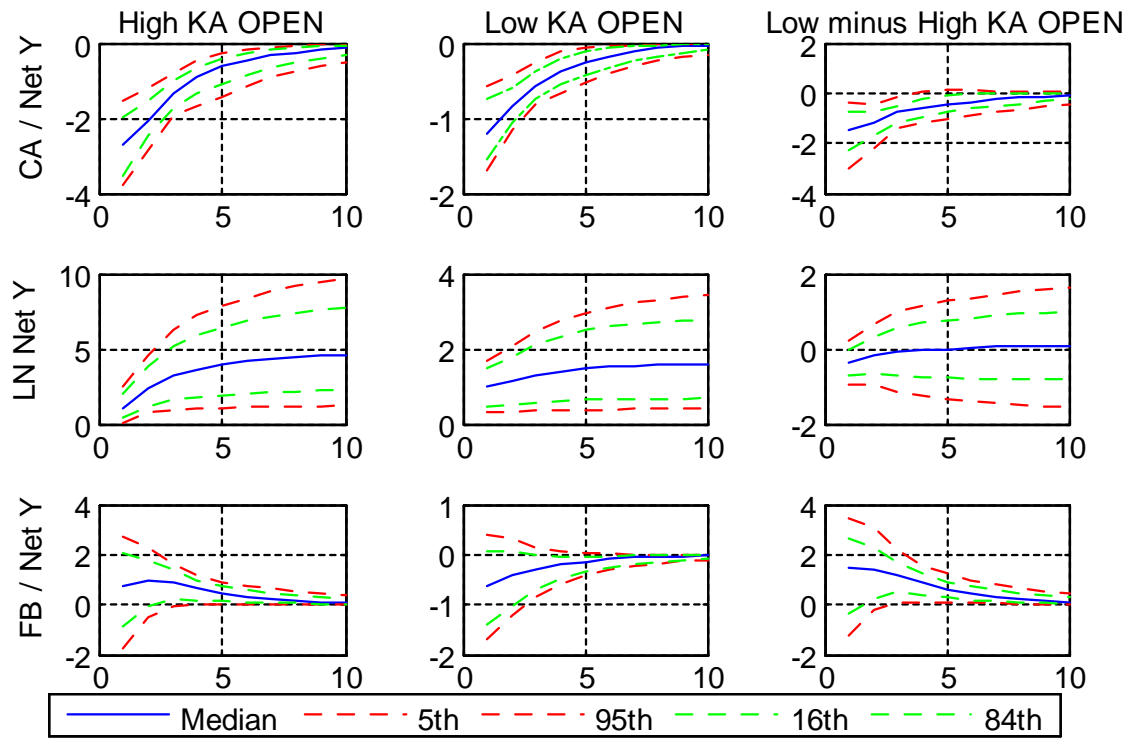 High KA OPEN Low KA OPEN Low minus High KA OPEN
CA / Net Y
0 -2 -4
0 5 10
0 -1 -2
0 5 10
2 0 -2 -4
0 5 10
LN Net Y
10 5 0
0 5 10
4 2 0
0 5 10
2 0 -2
0 5 10
FB / Net Y
4 2 0 -2
0 5 10
1 0 -1 -2
0 5 10
4 2 0 -2
0 5 10
Median 5th 95th 16th 84th